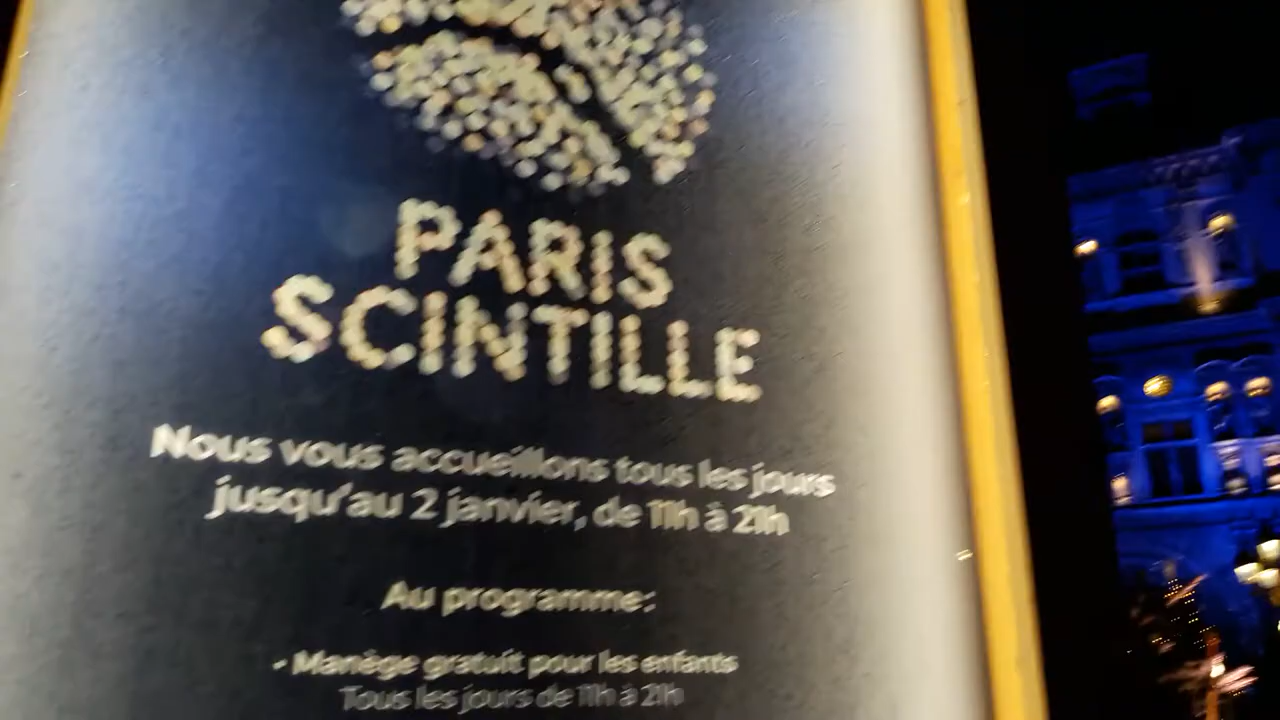 PARIS
SCINTILLE
Nous vous accueillons tous les jours
jusqu'au 2 janvier, de 11h à 21h
Au programme:
- Manège gratuit pour les enfants
Tous les jours de 11h à 21h